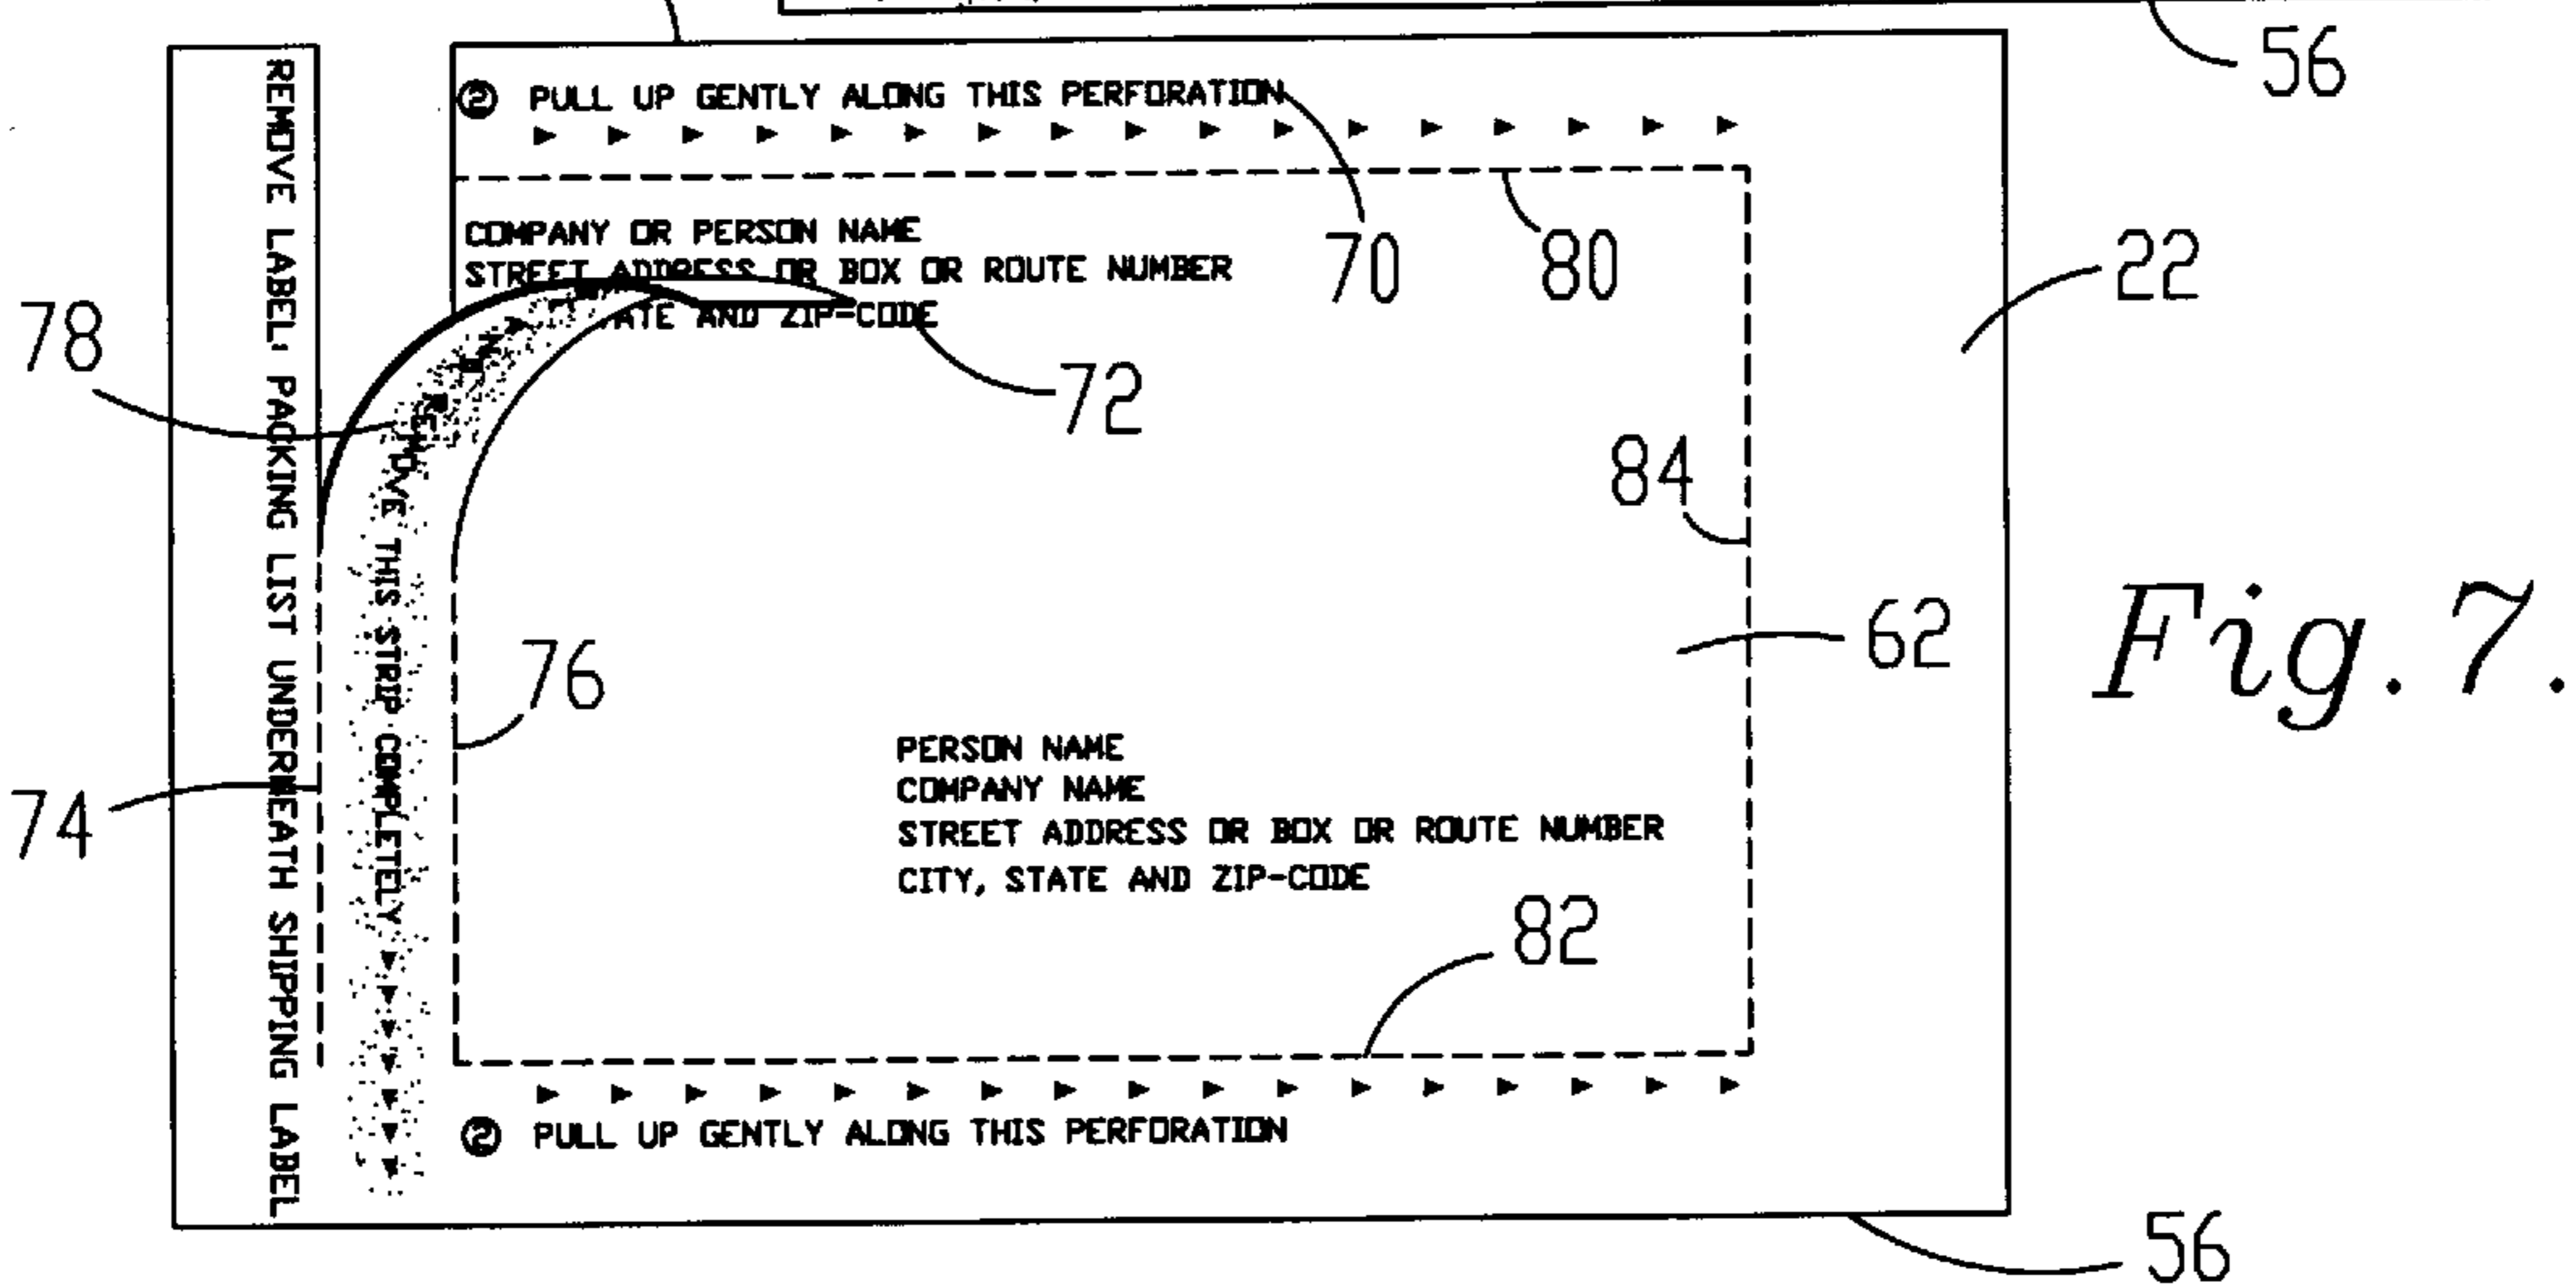 56
② PULL UP GENTLY ALONG THIS PERFORATION
REMOVE LABEL: PACKING LIST UNDERNEATH SHIPPING LABEL
COMPANY OR PERSON NAME
STREET ADDRESS OR BOX OR ROUTE NUMBER
AND ZIP-CODE
70
80
22
78
72
REMOVE THIS STRIP COMPLETELY
84
62
76
74
Fig. 7.
PERSON NAME
COMPANY NAME
STREET ADDRESS OR BOX OR ROUTE NUMBER
CITY, STATE AND ZIP-CODE
82
② PULL UP GENTLY ALONG THIS PERFORATION
56